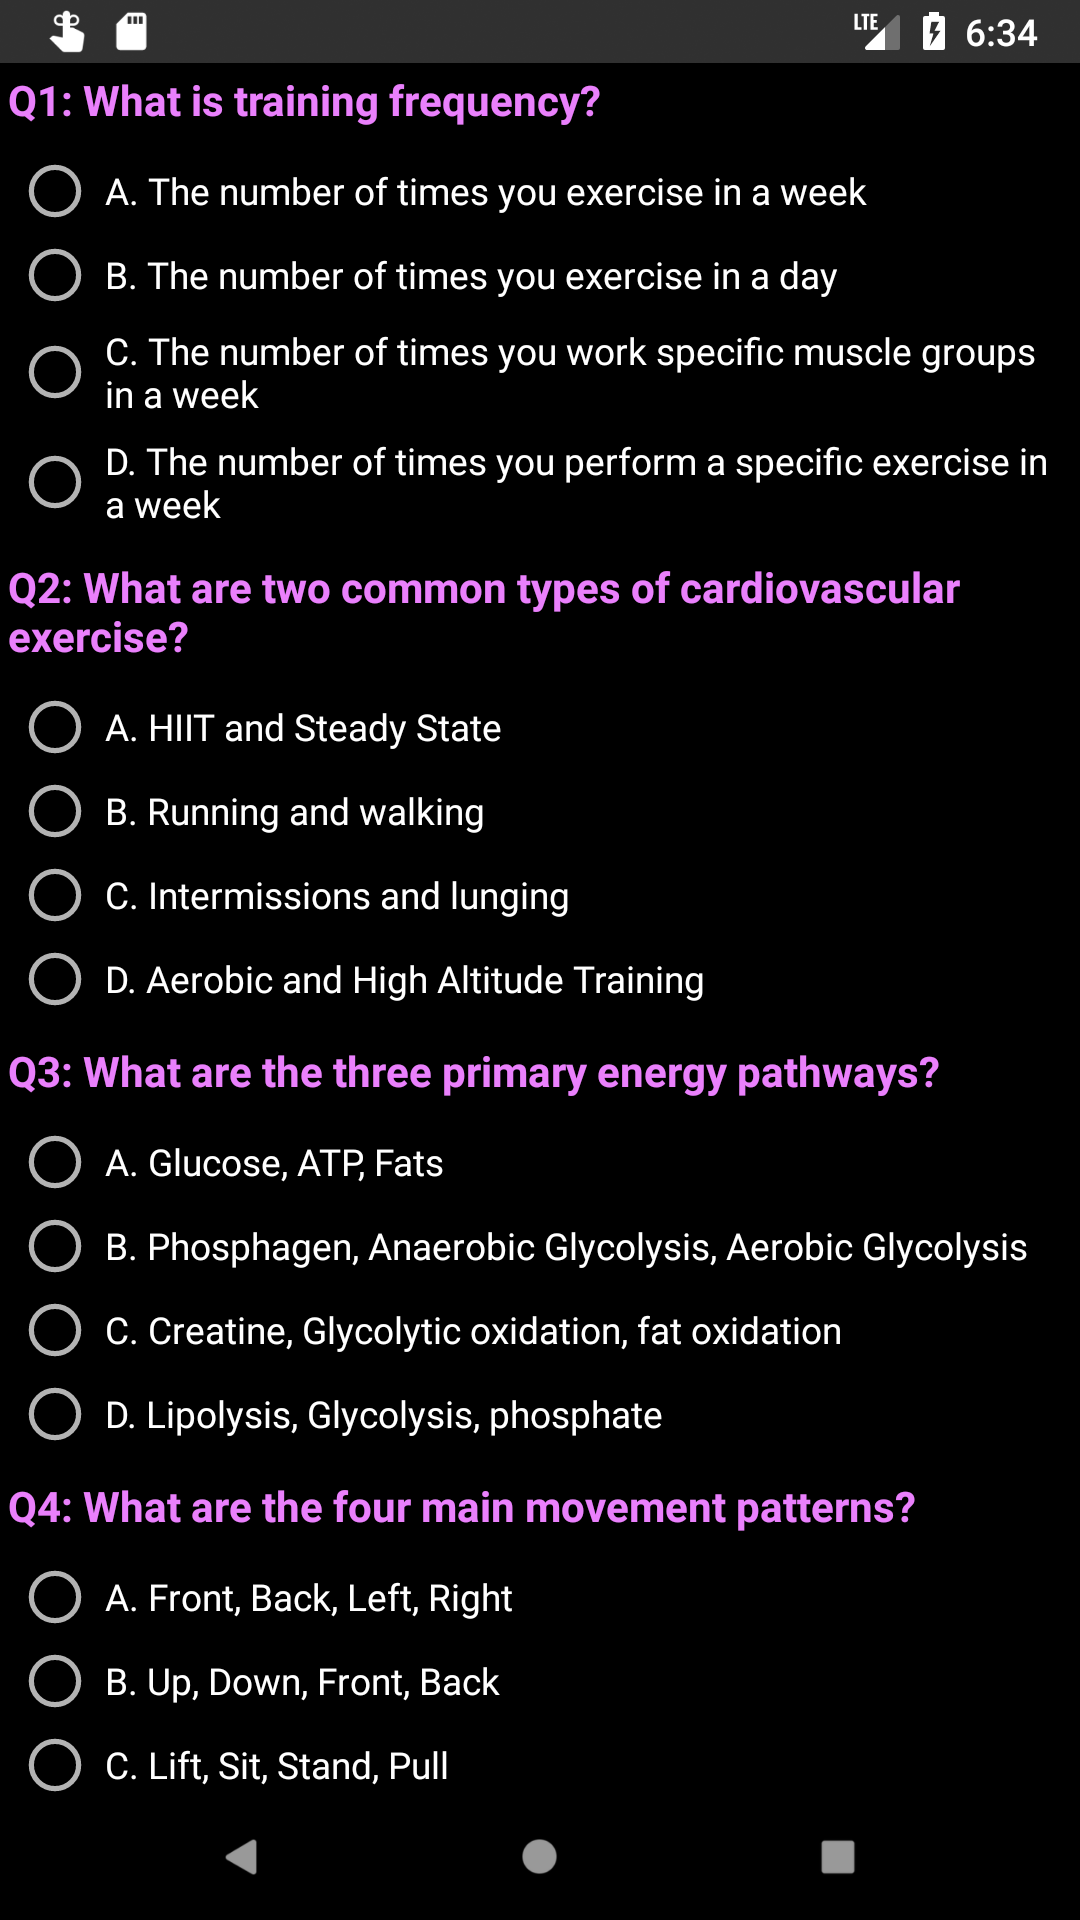 LTE 6:34
Q1: What is training frequency?
A. The number of times you exercise in a week
B. The number of times you exercise in a day
C. The number of times you work specific muscle groups
in a week
D. The number of times you perform a specific exercise in
a week
Q2: What are two common types of cardiovascular
exercise?
A. HIIT and Steady State
B. Running and walking
C. Intermissions and lunging
D. Aerobic and High Altitude Training
Q3: What are the three primary energy pathways?
A. Glucose, ATP, Fats
B. Phosphagen, Anaerobic Glycolysis, Aerobic Glycolysis
C. Creatine, Glycolytic oxidation, fat oxidation
D. Lipolysis, Glycolysis, phosphate
Q4: What are the four main movement patterns?
A. Front, Back, Left, Right
B. Up, Down, Front, Back
C. Lift, Sit, Stand, Pull